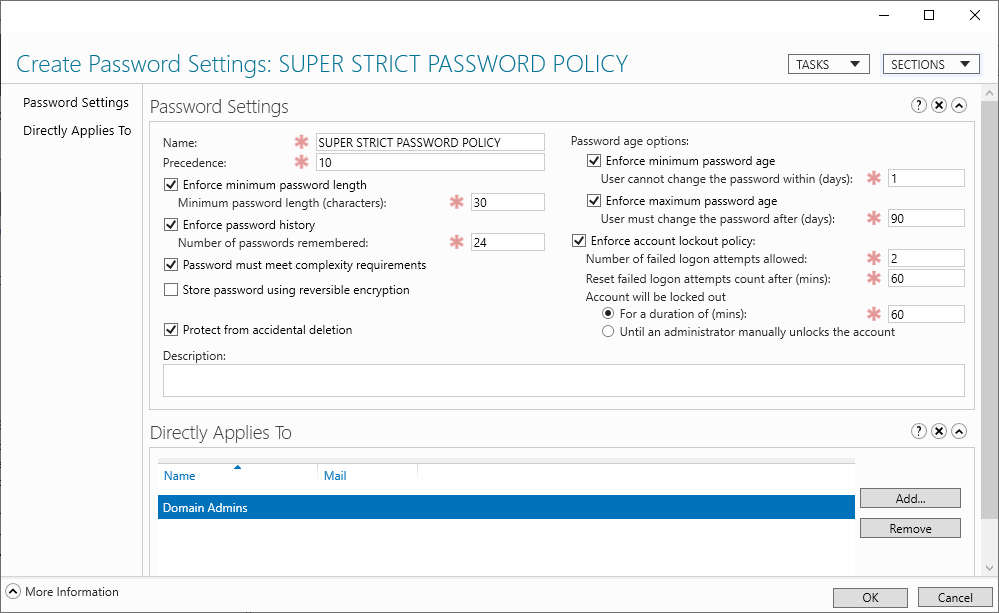 Create Password Settings: SUPER STRICT PASSWORD POLICY
TASKS
SECTIONS
Password Settings
Directly Applies To
Password Settings
?
Name:
SUPER STRICT PASSWORD POLICY
Precedence:
10
Enforce minimum password length
Minimum password length (characters):
30
Enforce password history
Number of passwords remembered:
24
Password must meet complexity requirements
Store password using reversible encryption
Protect from accidental deletion
Password age options:
Enforce minimum password age
User cannot change the password within (days):
1
Enforce maximum password age
User must change the password after (days):
90
Enforce account lockout policy:
Number of failed logon attempts allowed:
2
Reset failed logon attempts count after (mins):
60
Account will be locked out
For a duration of (mins):
60
Until an administrator manually unlocks the account
Description:
Directly Applies To
?
Name
Mail
Domain Admins
Add...
Remove
More Information
OK
Cancel